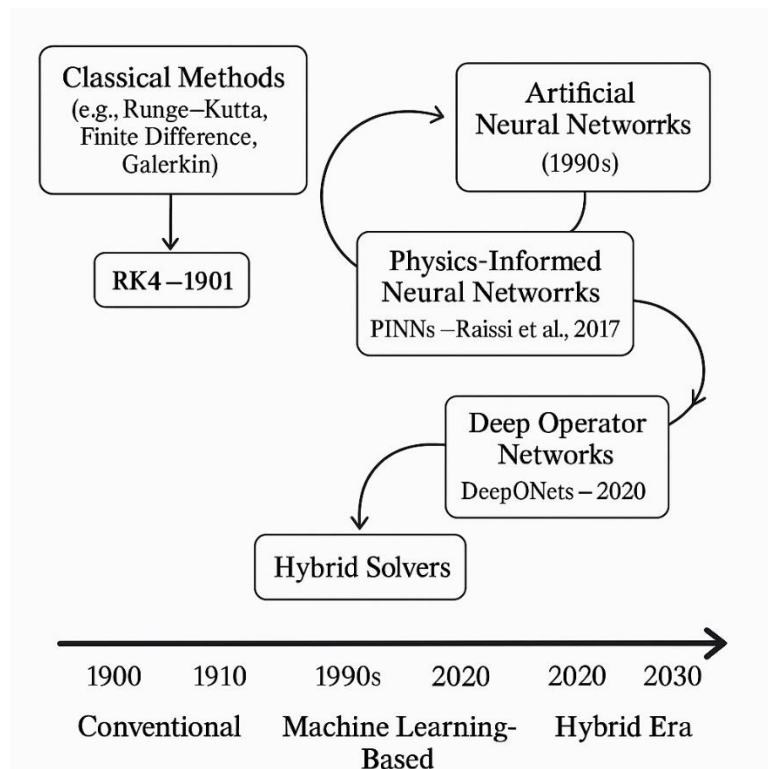 Classical Methods
(e.g., Runge–Kutta,
Finite Difference,
Galerkin)
RK4–1901
Artificial
Neural Networrks
(1990s)
Physics-Informed
Neural Networrks
PINNs –Raissi et al., 2017
Deep Operator
Networks
DeepONets – 2020
Hybrid Solvers
1900 1910 1990s 2020 2020 2030
Conventional Machine Learning- Hybrid Era
Based